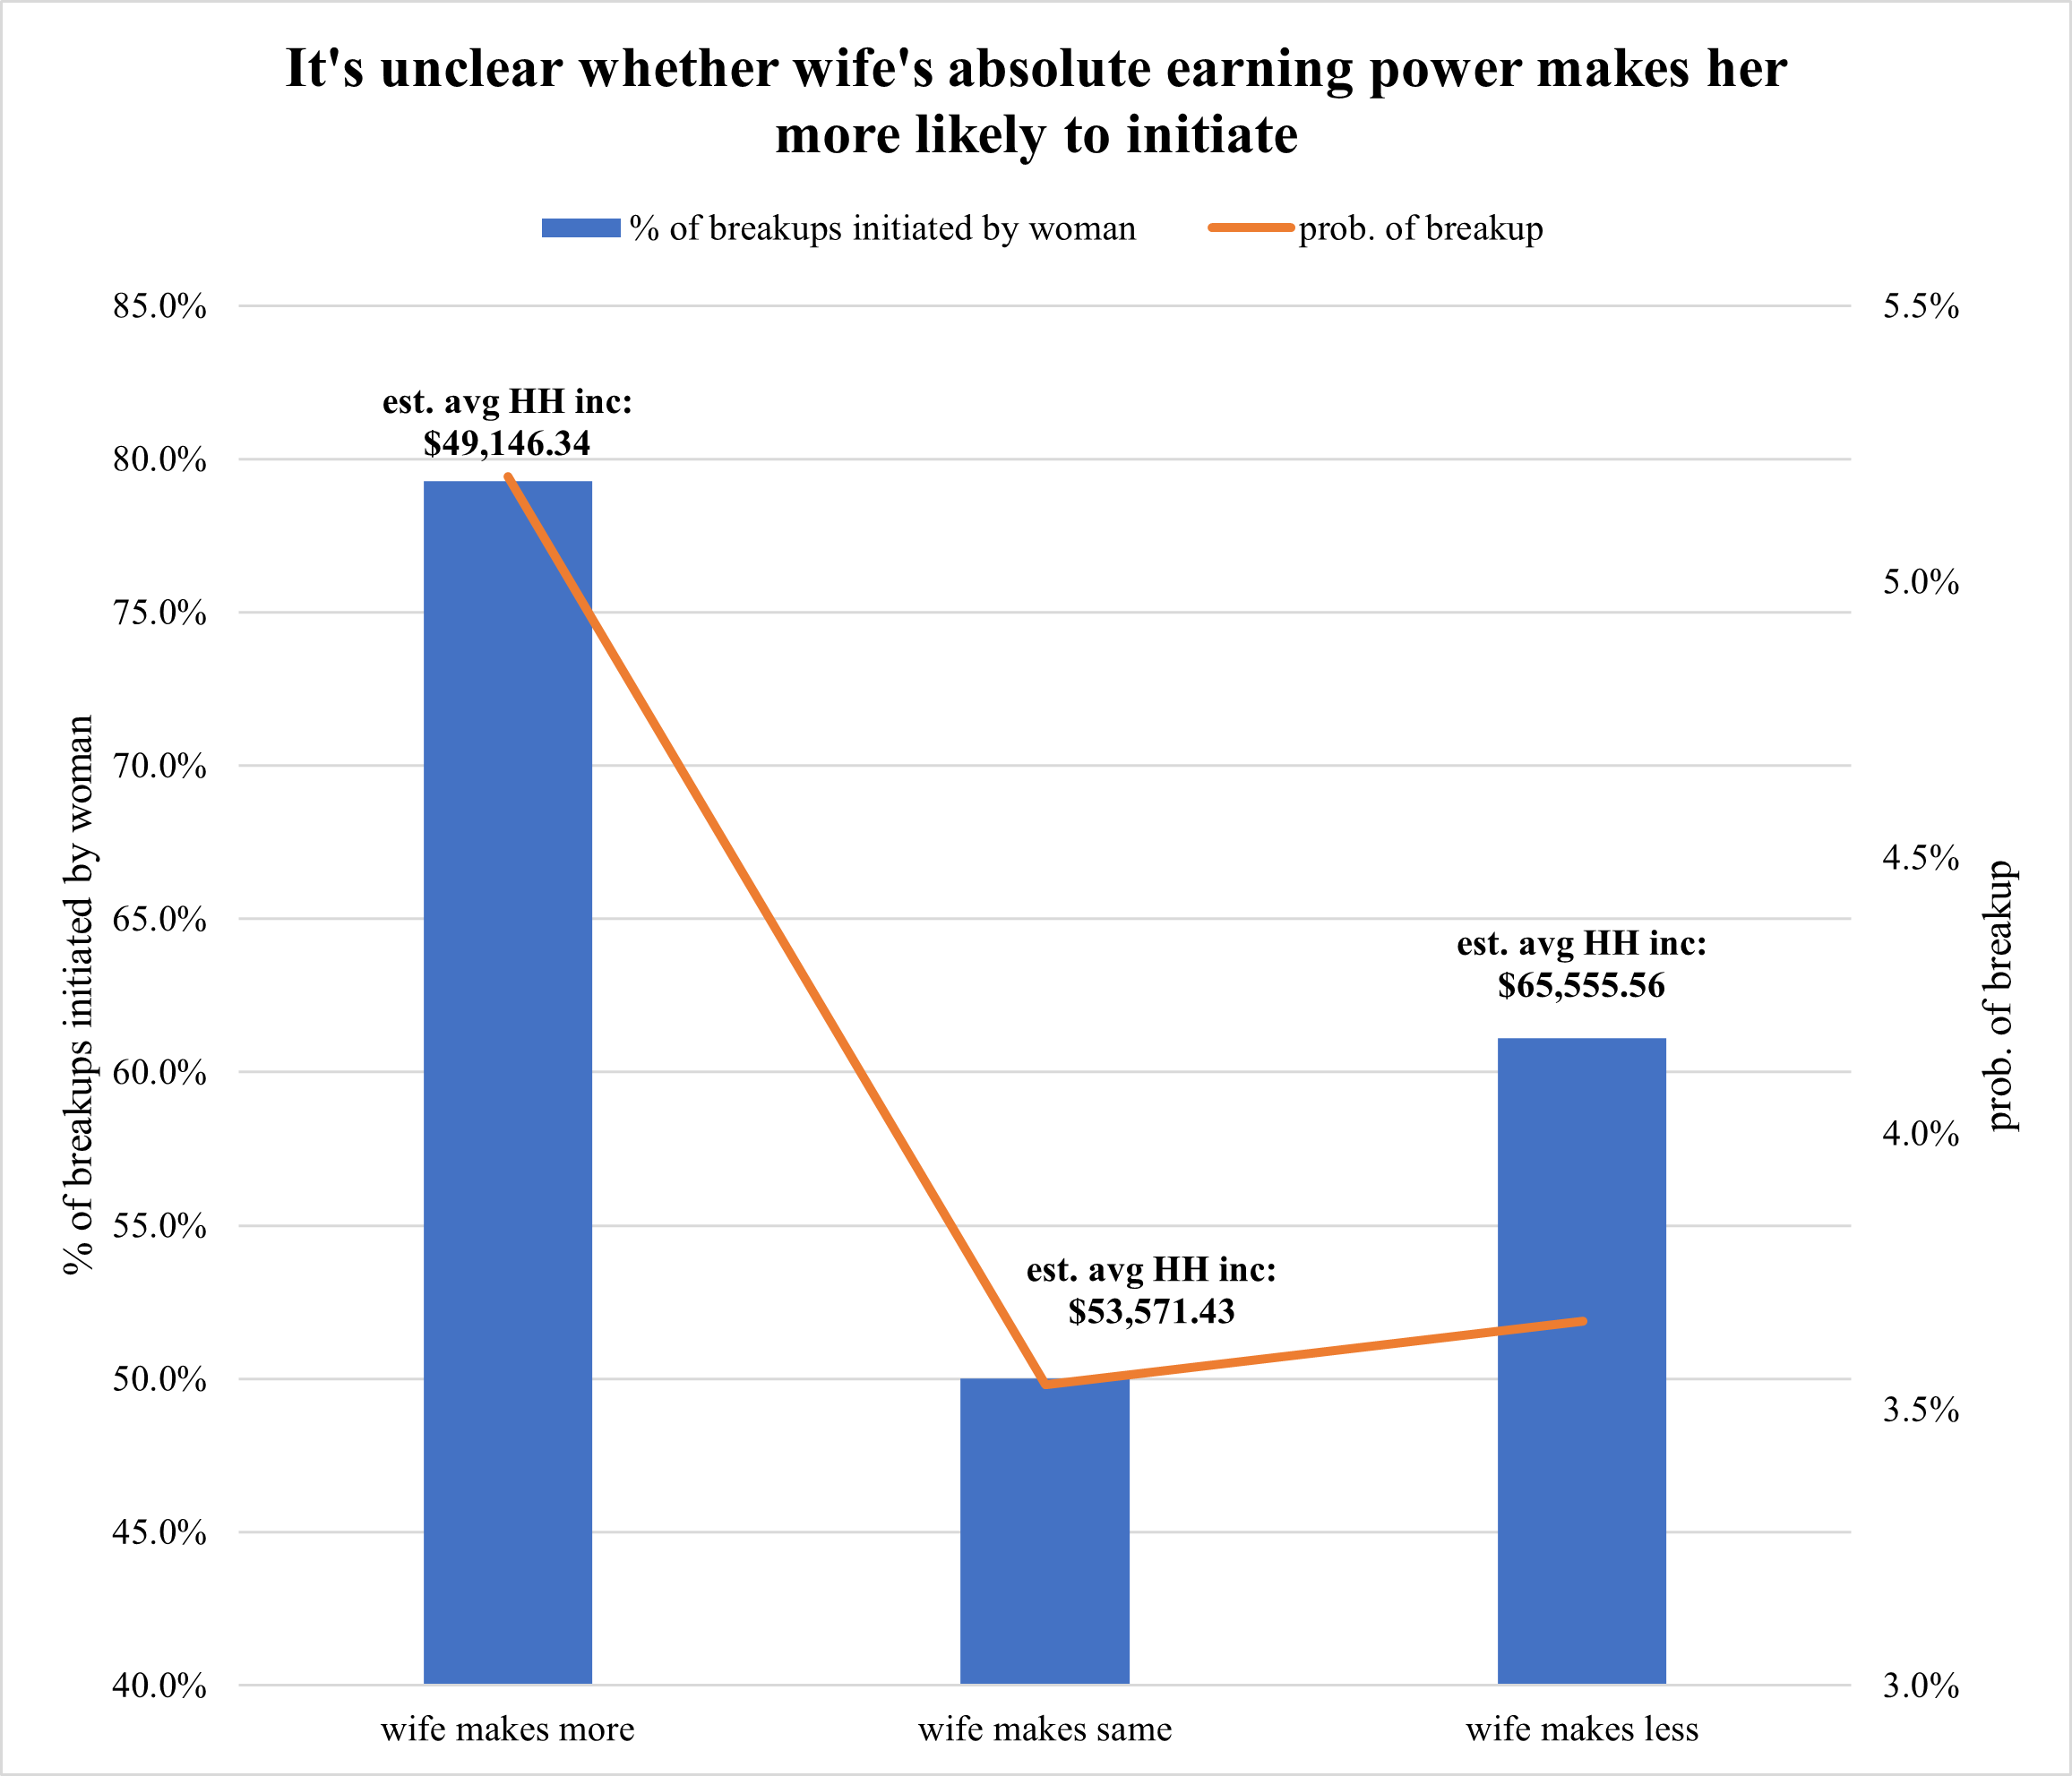 It's unclear whether wife's absolute earning power makes her
more likely to initiate
% of breakups initiated by woman
prob. of breakup
85.0%
80.0%
75.0%
70.0%
65.0%
60.0%
55.0%
50.0%
45.0%
40.0%
% of breakups initiated by woman
est. avg HH inc:
$49,146.34
est. avg HH inc:
$53,571.43
est. avg HH inc:
$65,555.56
5.5%
5.0%
4.5%
4.0%
3.5%
3.0%
prob. of breakup
wife makes more
wife makes same
wife makes less